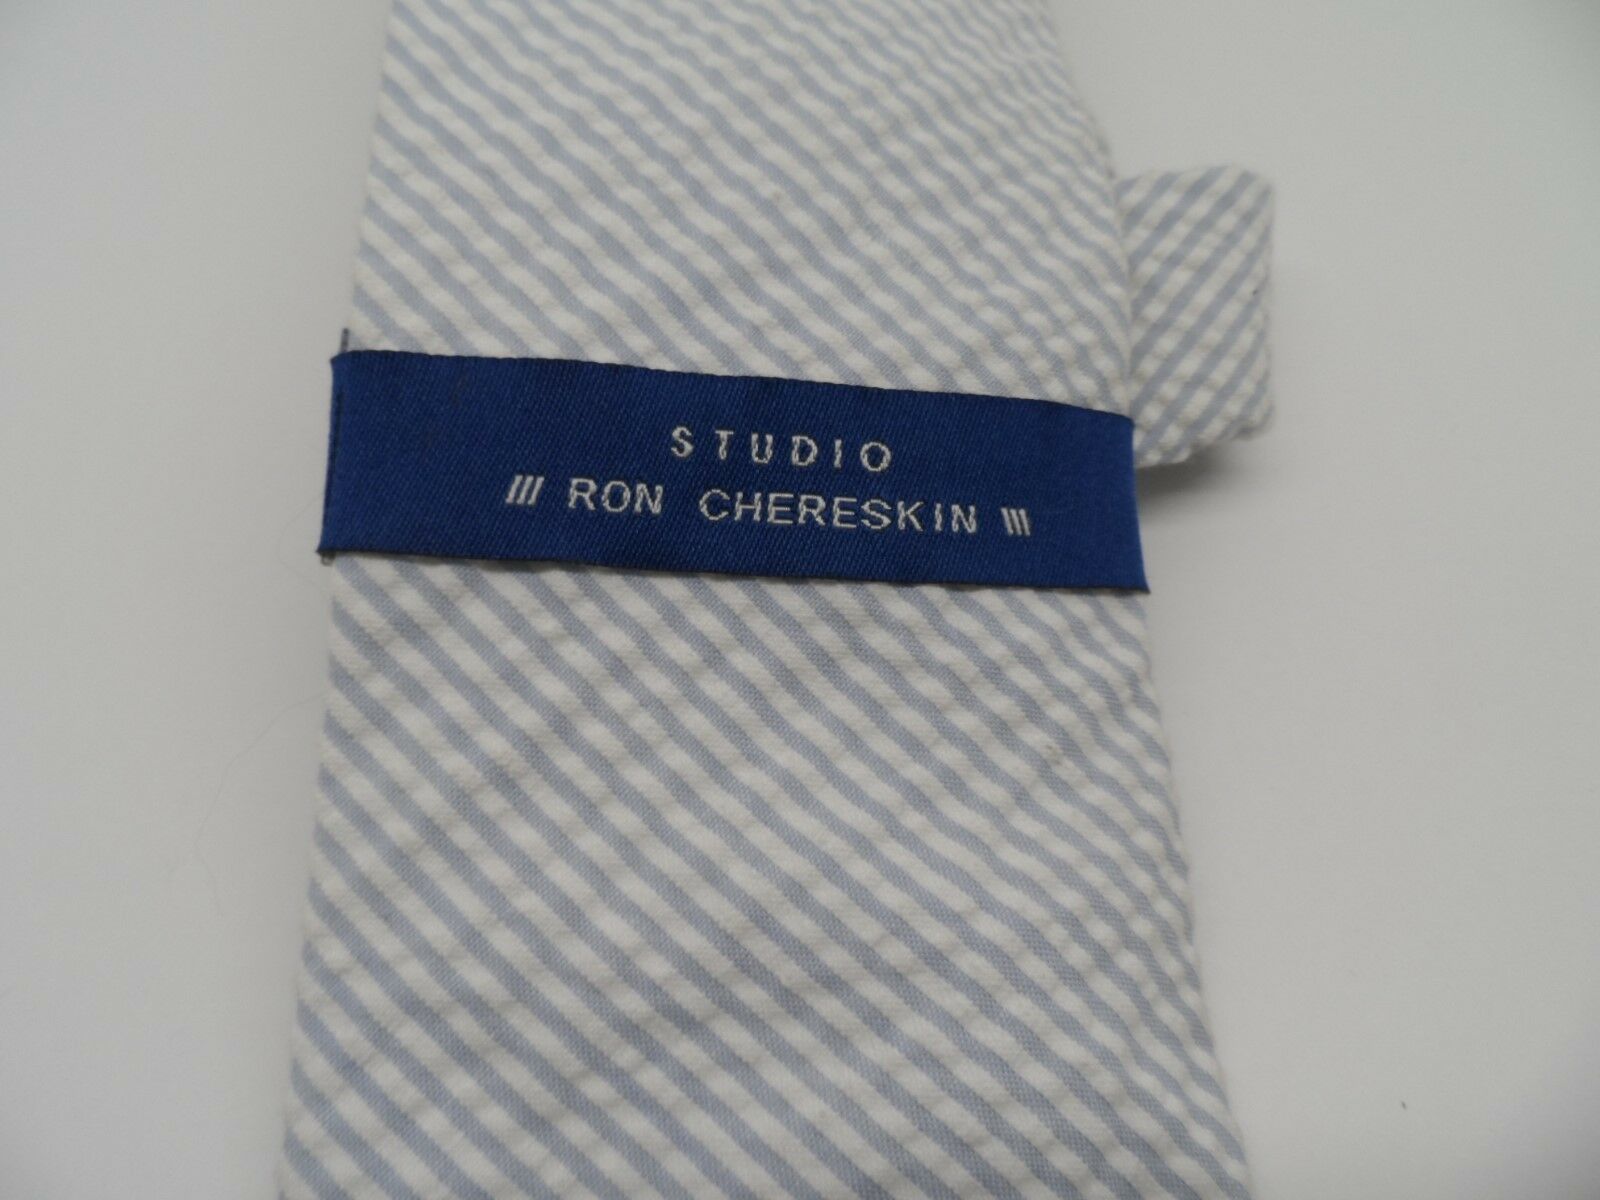 STUDIO
/// RON CHERESKIN \\\